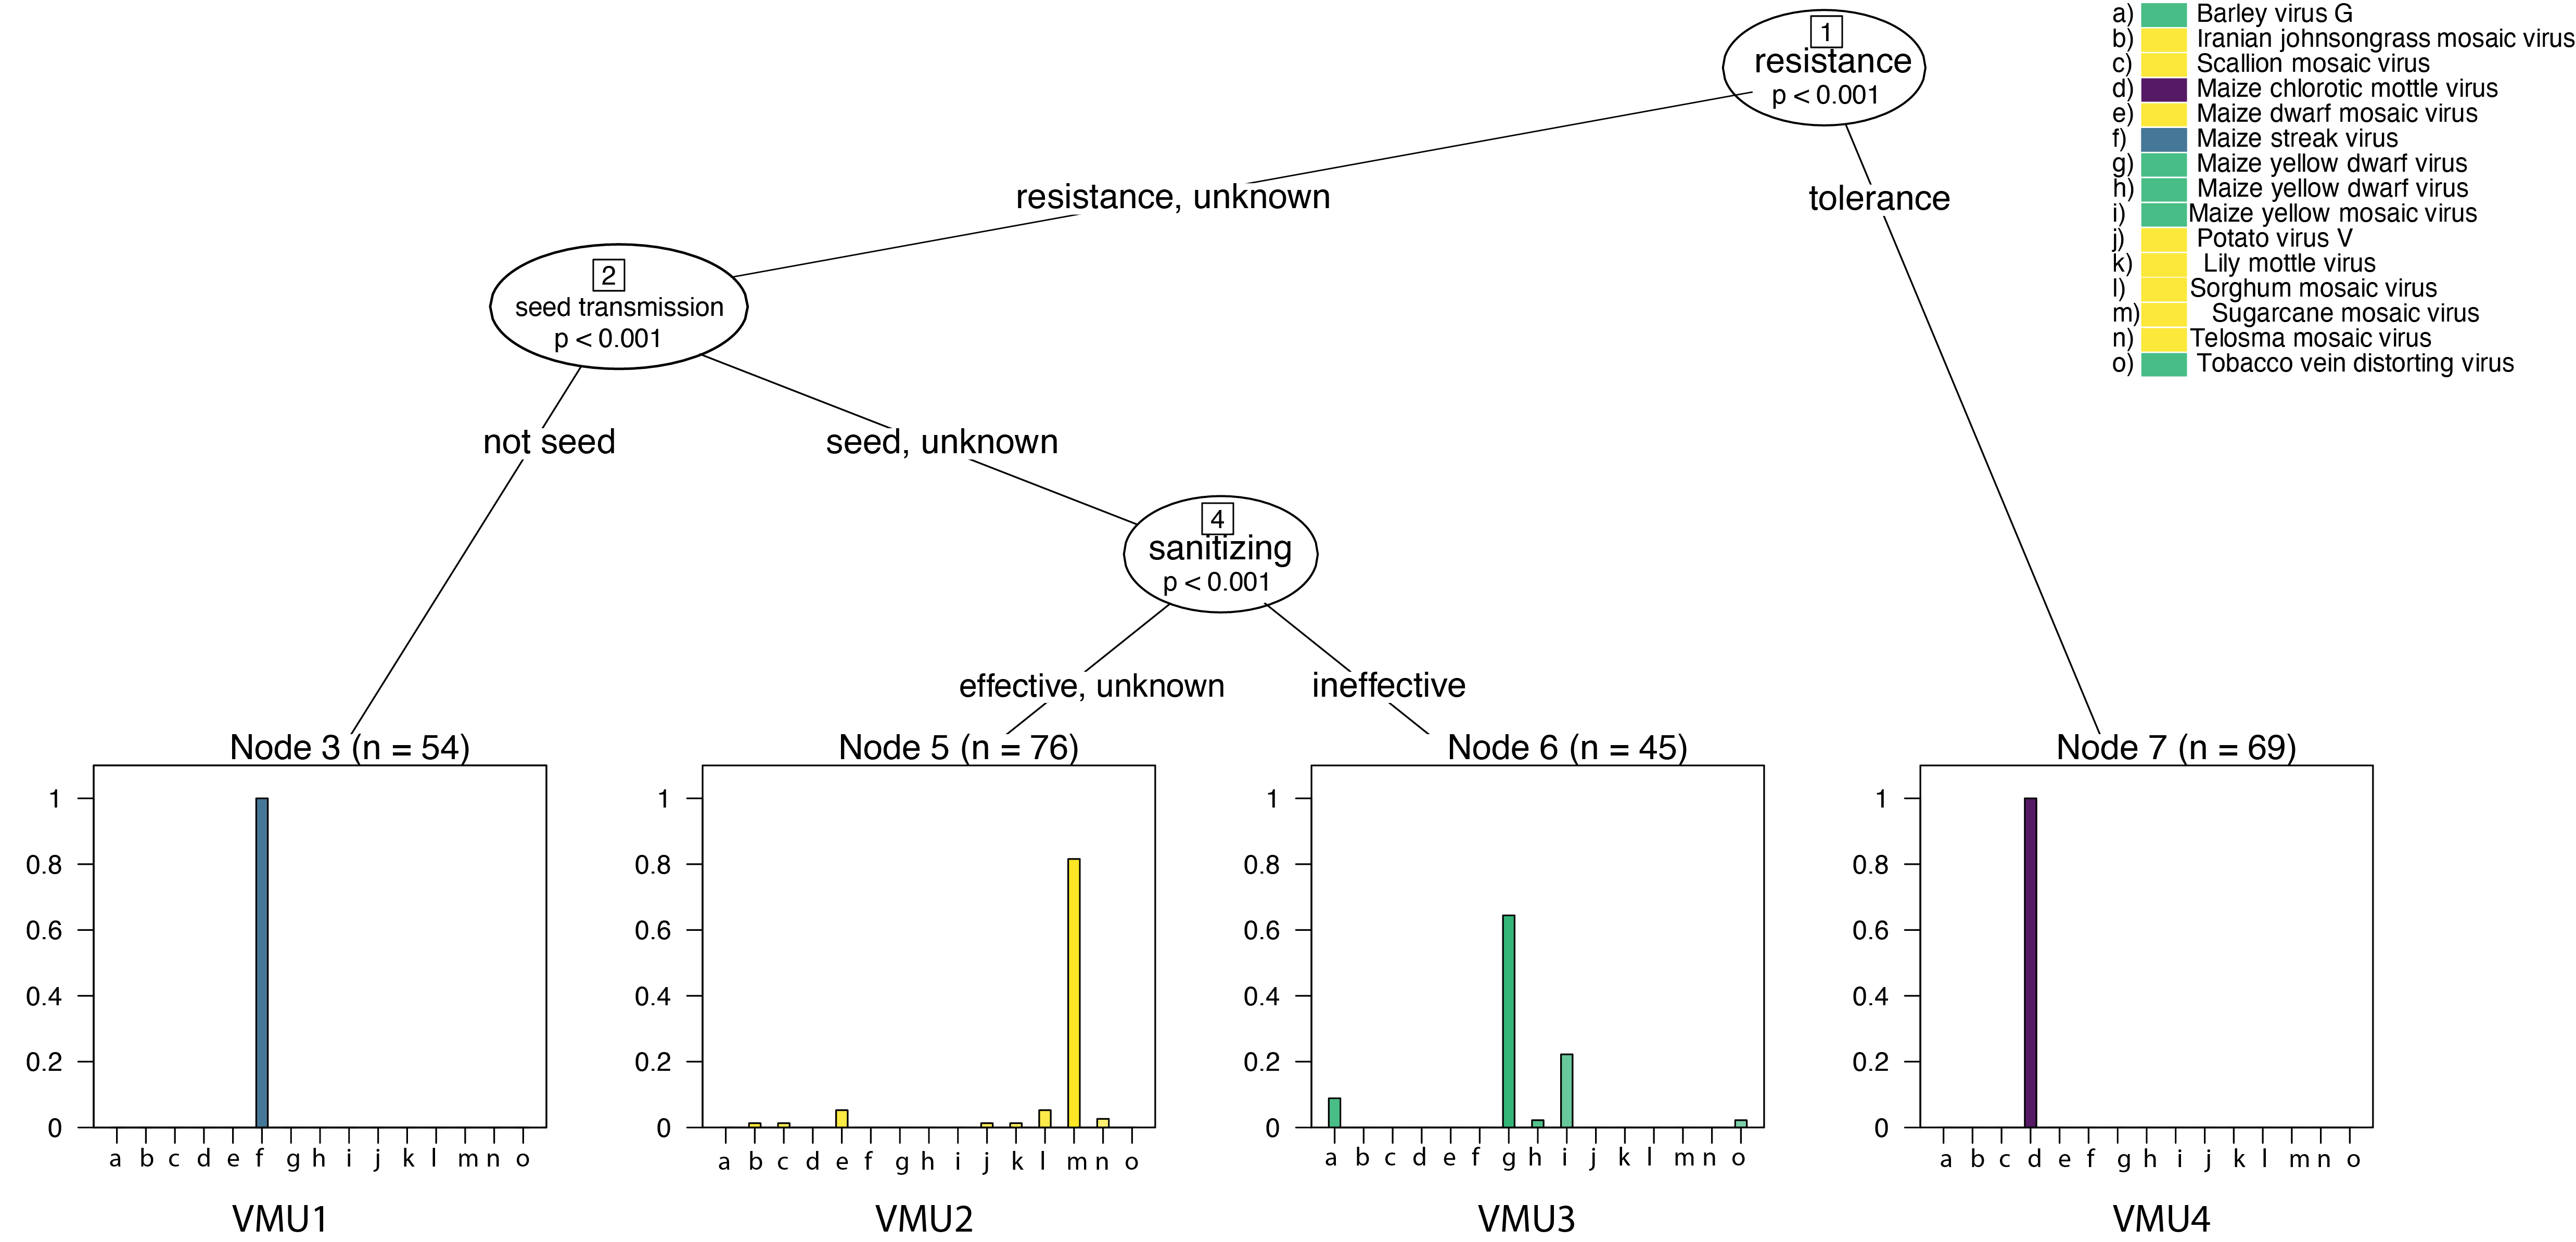 1
resistance
p < 0.001
a) Barley virus G
b) Iranian johnsongrass mosaic virus
c) Scallion mosaic virus
d) Maize chlorotic mottle virus
e) Maize dwarf mosaic virus
f) Maize streak virus
g) Maize yellow dwarf virus
h) Maize yellow dwarf virus
i) Maize yellow mosaic virus
j) Potato virus V
k) Lily mottle virus
l) Sorghum mosaic virus
m) Sugarcane mosaic virus
n) Telosma mosaic virus
o) Tobacco vein distorting virus
resistance, unknown
tolerance
2
seed transmission
p < 0.001
not seed
seed, unknown
4
sanitizing
p < 0.001
effective, unknown
ineffective
Node 3 (n = 54)
1
0.8
0.6
0.4
0.2
0
a b c d e f g h i j k l m n o
VMU1
Node 5 (n = 76)
1
0.8
0.6
0.4
0.2
0
a b c d e f g h i j k l m n o
VMU2
Node 6 (n = 45)
1
0.8
0.6
0.4
0.2
0
a b c d e f g h i j k l m n o
VMU3
Node 7 (n = 69)
1
0.8
0.6
0.4
0.2
0
a b c d e f g h i j k l m n o
VMU4